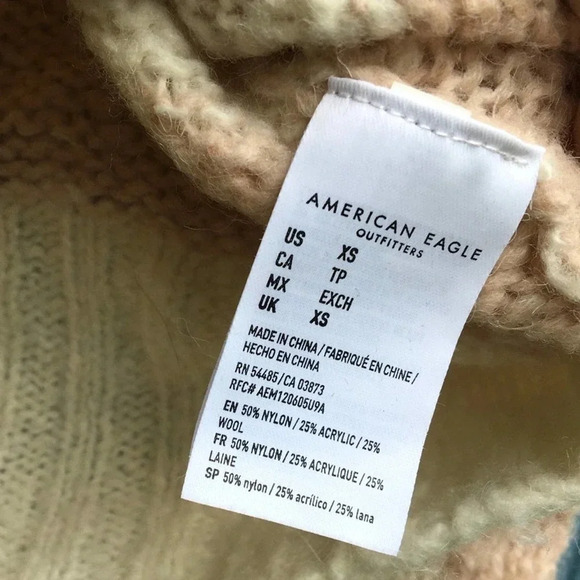 AMERICAN EAGLE
OUTFITTERS
US XS
CA TP
MX EXCH
UK XS
MADE IN CHINA / FABRIQUÉ EN CHINE /
HECHO EN CHINA
RN 54485/CA 03873
RFC# AEM120605U9A
EN 50% NYLON / 25% ACRYLIC / 25%
WOOL
FR 50% NYLON / 25% ACRYLIQUE / 25%
LAINE
SP 50% nylon / 25% acrílico / 25% lana